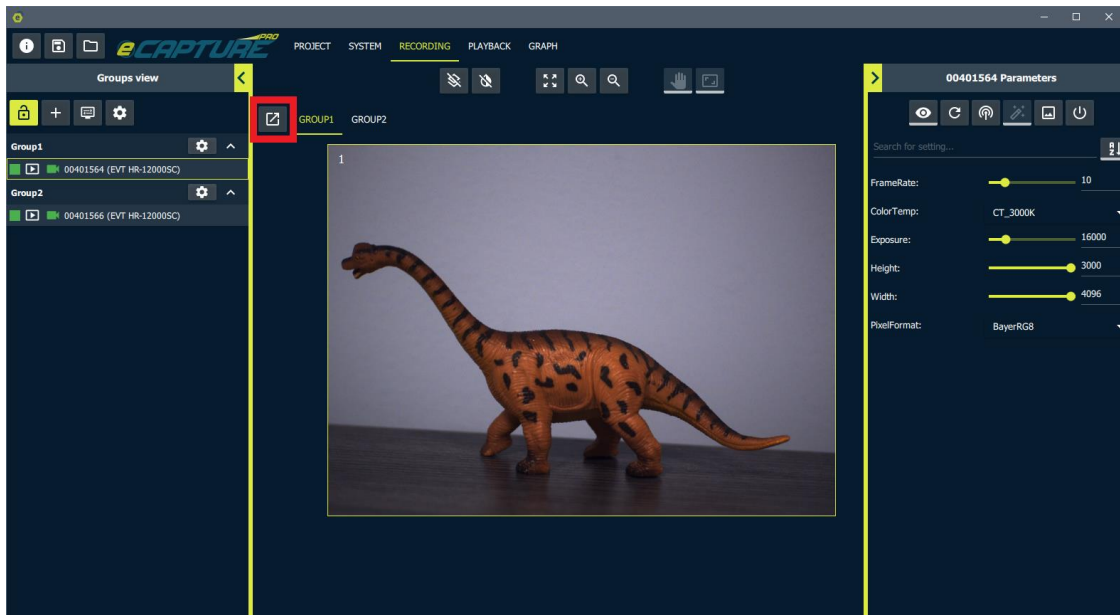 eCAPTURE PRO
PROJECT SYSTEM RECORDING PLAYBACK GRAPH
Groups view
00401564 Parameters
GROUP1 GROUP2
Group1
00401564 (EVT HR-12000SC)
Group2
00401566 (EVT HR-12000SC)
1
Search for setting...
A
Z
FrameRate: 10
ColorTemp: CT_3000K
Exposure: 16000
Height: 3000
Width: 4096
PixelFormat: BayerRG8